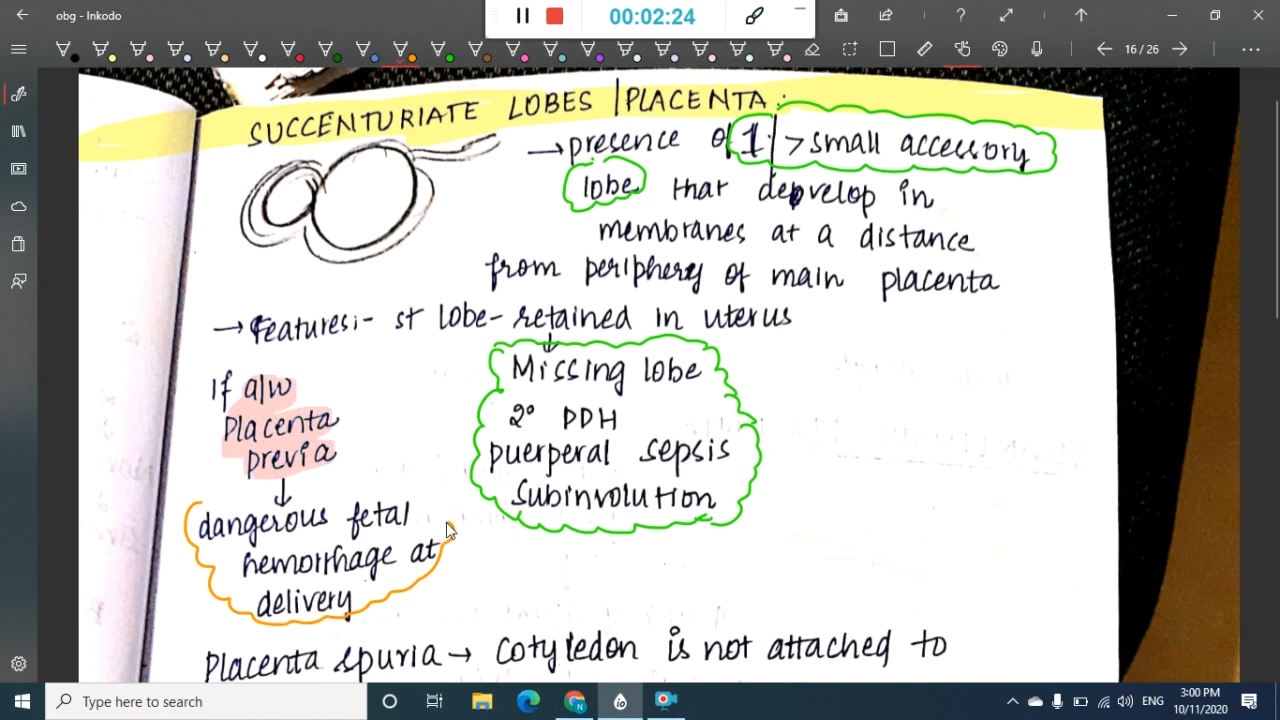 obg - Inkodo
00:02:24
16 / 26
SUCCENTURIATE LOBES | PLACENTA :
→ presence of 1 | > small accessory
lobe that develop in
membranes at a distance
from periphery of main placenta
→ features:- st lobe - retained in uterus
Missing lobe
2° PPH
puerperal sepsis
Subinvolution
If a/w
Placenta
previa
dangerous fetal
hemorrhage at
delivery
Placenta spuria → cotyledon is not attached to
Type here to search
ENG
3:00 PM
10/11/2020